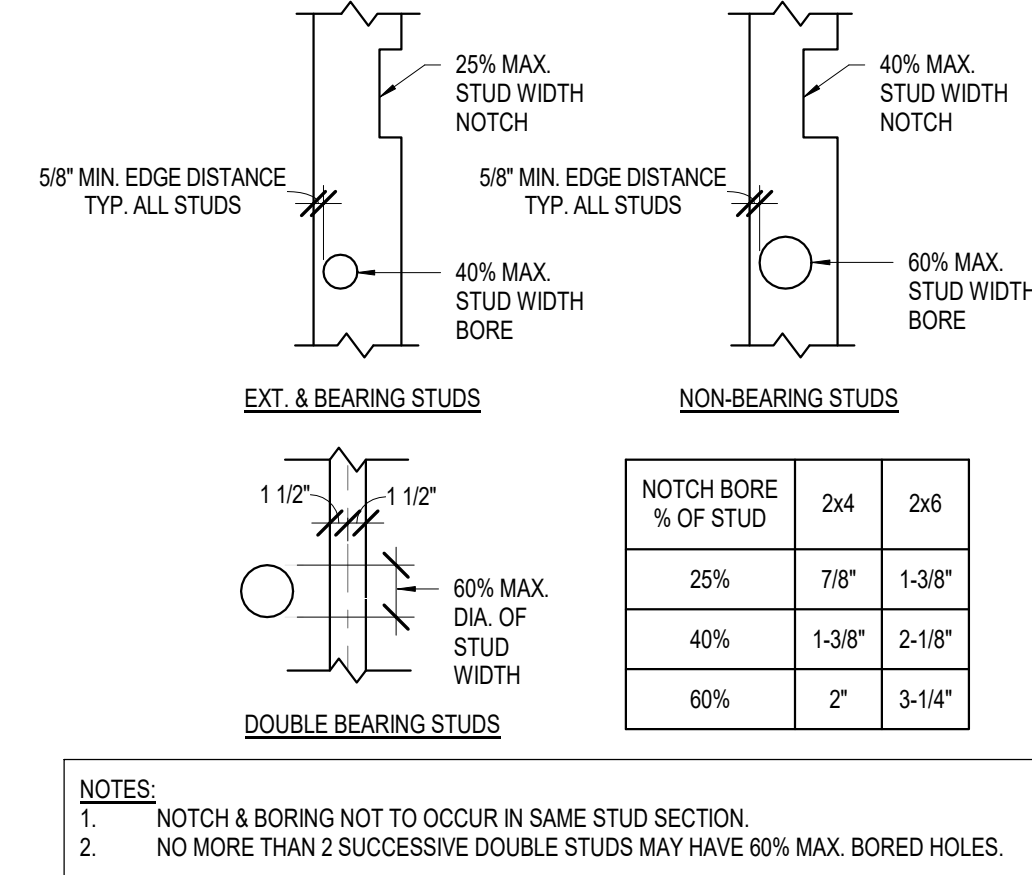 25% MAX.
STUD WIDTH
NOTCH
5/8" MIN. EDGE DISTANCE
TYP. ALL STUDS
40% MAX.
STUD WIDTH
BORE
EXT. & BEARING STUDS
40% MAX.
STUD WIDTH
NOTCH
5/8" MIN. EDGE DISTANCE
TYP. ALL STUDS
60% MAX.
STUD WIDTH
BORE
NON-BEARING STUDS
1 1/2" 1 1/2"
60% MAX.
DIA. OF
STUD
WIDTH
DOUBLE BEARING STUDS
NOTCH BORE
% OF STUD 2x4 2x6
25% 7/8" 1-3/8"
40% 1-3/8" 2-1/8"
60% 2" 3-1/4"
NOTES:
1. NOTCH & BORING NOT TO OCCUR IN SAME STUD SECTION.
2. NO MORE THAN 2 SUCCESSIVE DOUBLE STUDS MAY HAVE 60% MAX. BORED HOLES.